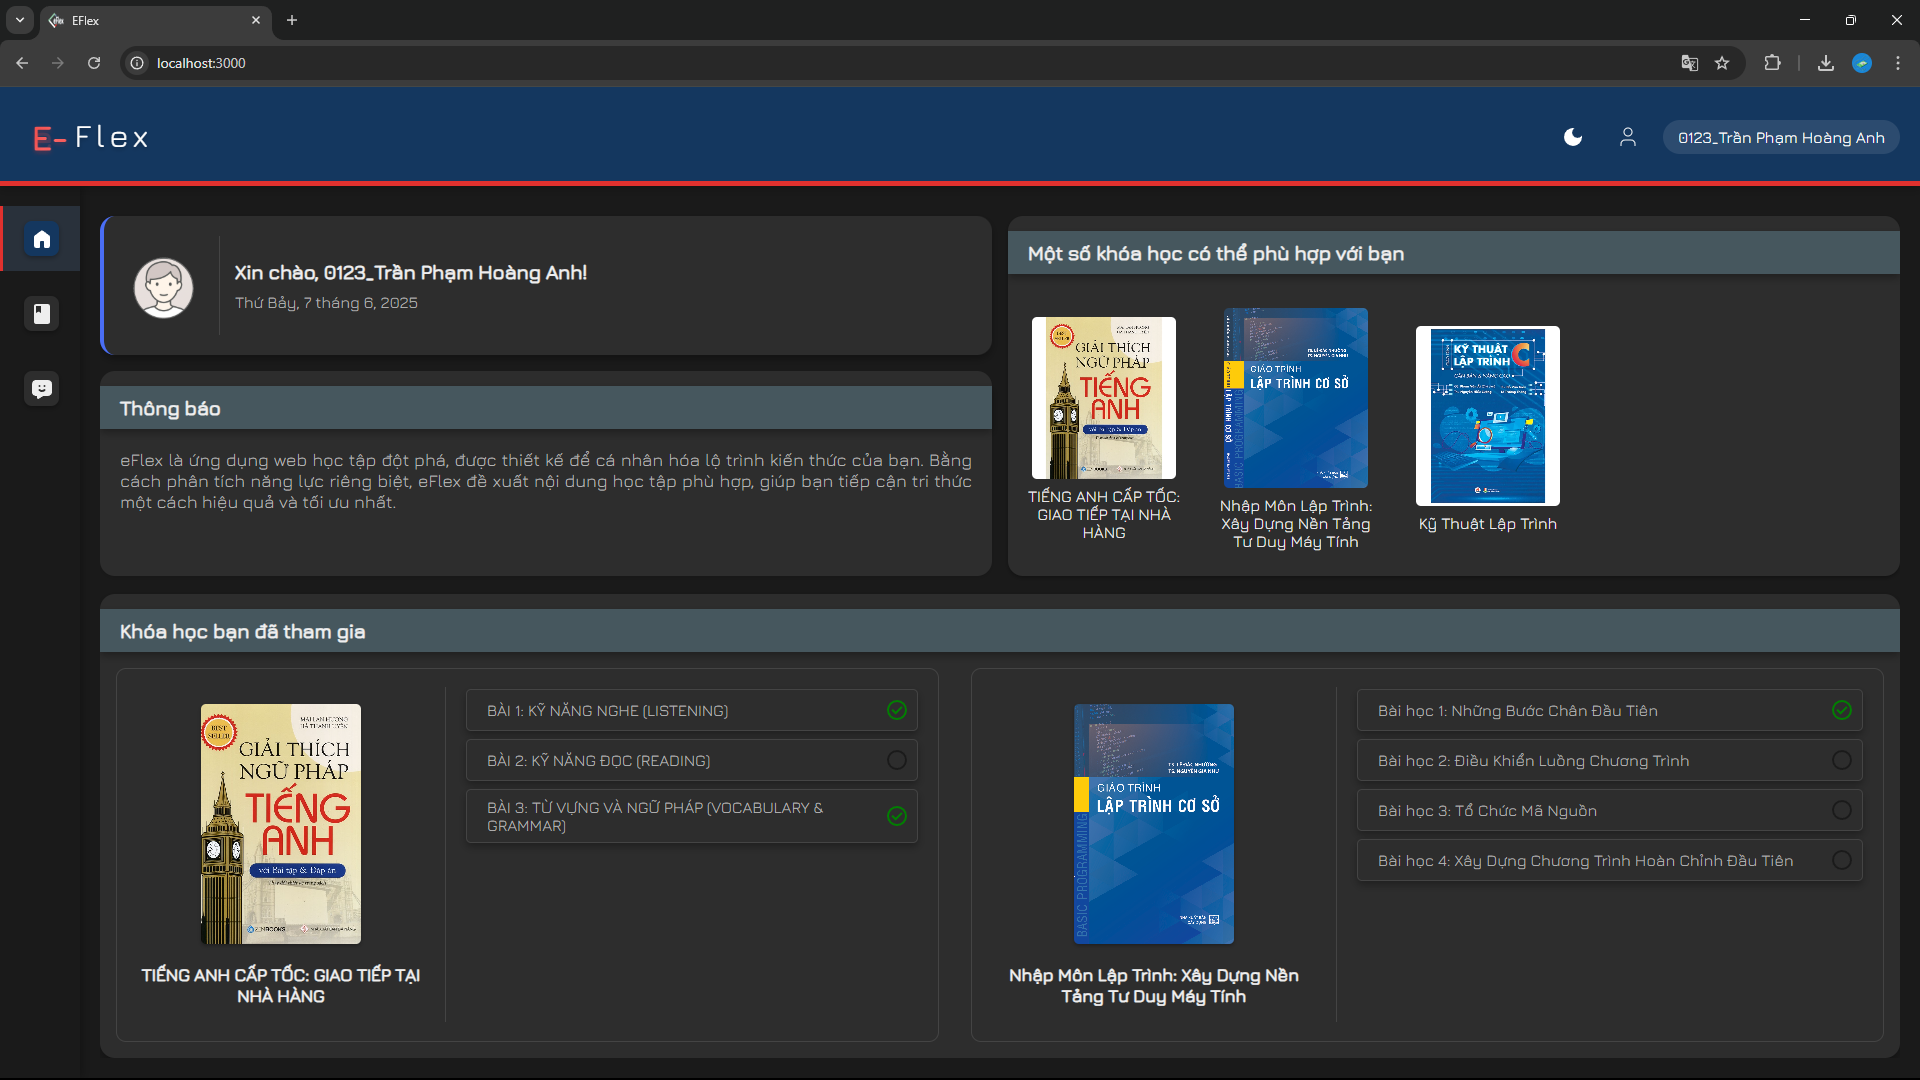 EFlex
localhost:3000
E-Flex
0123_Trần Phạm Hoàng Anh
Xin chào, 0123_Trần Phạm Hoàng Anh!
Thứ Bảy, 7 tháng 6, 2025
Thông báo
eFlex là ứng dụng web học tập đột phá, được thiết kế để cá nhân hóa lộ trình kiến thức của bạn. Bằng
cách phân tích năng lực riêng biệt, eFlex đề xuất nội dung học tập phù hợp, giúp bạn tiếp cận tri thức
một cách hiệu quả và tối ưu nhất.
Một số khóa học có thể phù hợp với bạn
GIẢI THÍCH
NGỮ PHÁP
TIẾNG
ANH
TIẾNG ANH CẤP TỐC:
GIAO TIẾP TẠI NHÀ
HÀNG
GIÁO TRÌNH
LẬP TRÌNH CƠ SỞ
BASIC PROGRAMMING
Nhập Môn Lập Trình:
Xây Dựng Nền Tảng
Tư Duy Máy Tính
KỸ THUẬT
LẬP TRÌNH C
Kỹ Thuật Lập Trình
Khóa học bạn đã tham gia
BEST
SELLER
MAI LAN HƯƠNG
HÀ THANH UYÊN
GIẢI THÍCH
NGỮ PHÁP
TIẾNG
ANH
với Bài tập & Đáp án
ZENBOOKS
TIẾNG ANH CẤP TỐC: GIAO TIẾP TẠI
NHÀ HÀNG
BÀI 1: KỸ NĂNG NGHE (LISTENING)
BÀI 2: KỸ NĂNG ĐỌC (READING)
BÀI 3: TỪ VỰNG VÀ NGỮ PHÁP (VOCABULARY &
GRAMMAR)
GIÁO TRÌNH
LẬP TRÌNH CƠ SỞ
BASIC PROGRAMMING
Nhập Môn Lập Trình: Xây Dựng Nền
Tảng Tư Duy Máy Tính
Bài học 1: Những Bước Chân Đầu Tiên
Bài học 2: Điều Khiển Luồng Chương Trình
Bài học 3: Tổ Chức Mã Nguồn
Bài học 4: Xây Dựng Chương Trình Hoàn Chỉnh Đầu Tiên